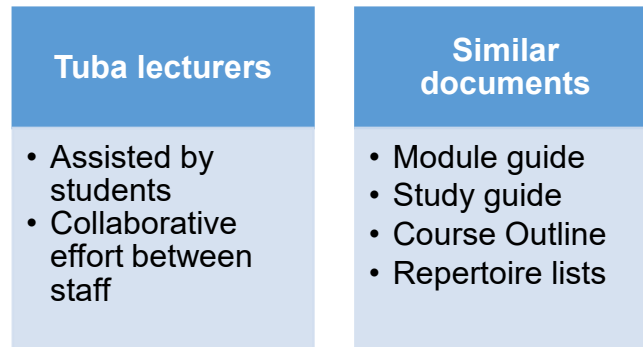 Tuba lecturers
• Assisted by
students
• Collaborative
effort between
staff
Similar
documents
• Module guide
• Study guide
• Course Outline
• Repertoire lists